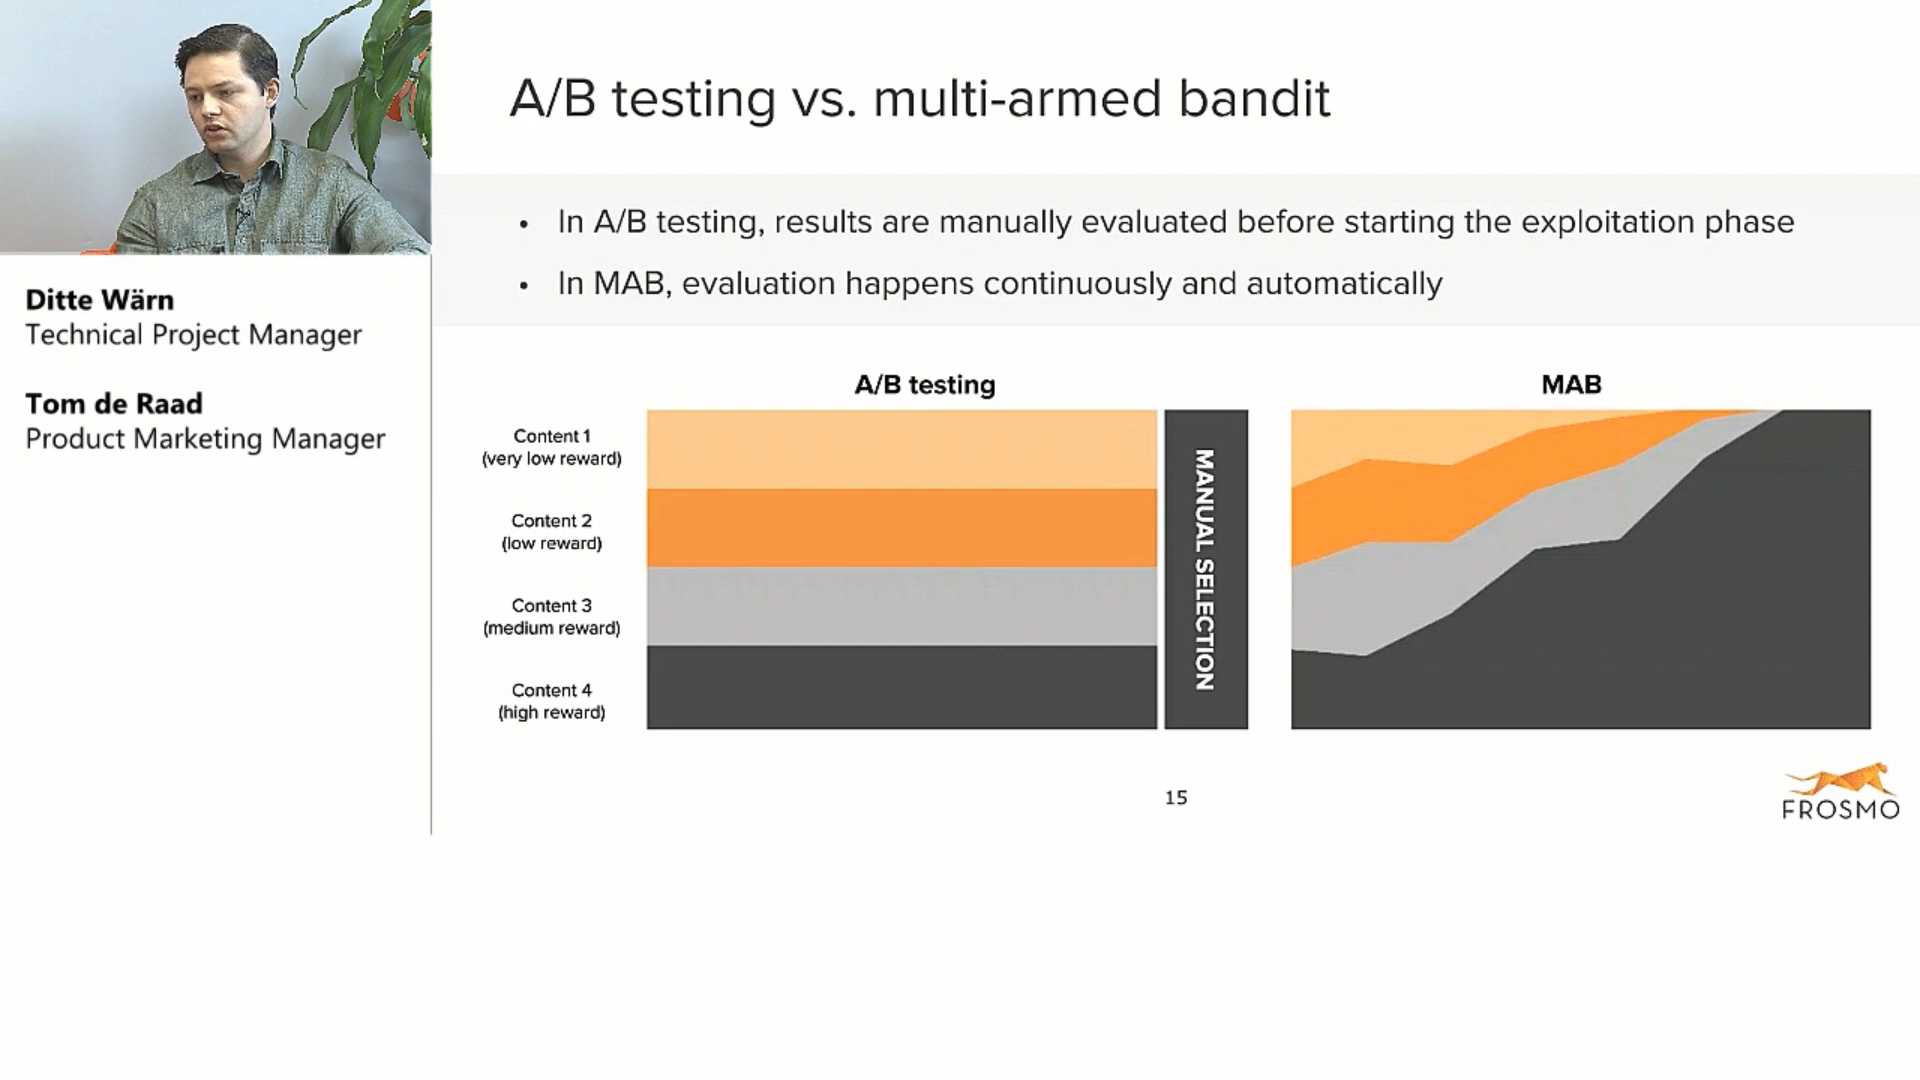 A/B testing vs. multi-armed bandit
• In A/B testing, results are manually evaluated before starting the exploitation phase
• In MAB, evaluation happens continuously and automatically
Ditte Wärn
Technical Project Manager
Tom de Raad
Product Marketing Manager
A/B testing
MAB
Content 1
(very low reward)
Content 2
(low reward)
Content 3
(medium reward)
Content 4
(high reward)
MANUAL SELECTION
15
FROSMO